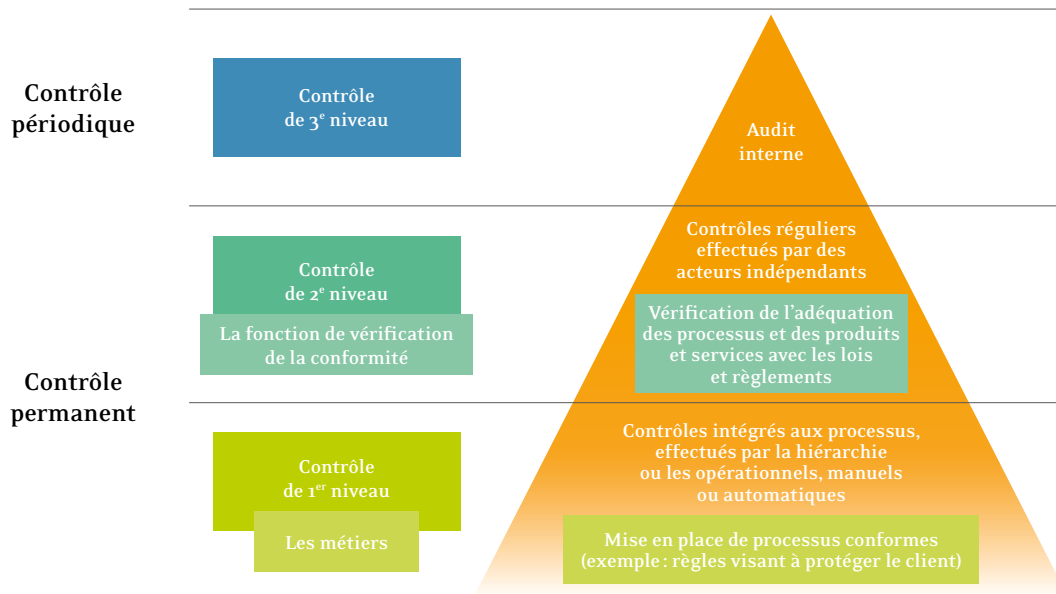 Contrôle
périodique
Contrôle
de 3e niveau
Audit
interne
Contrôle
permanent
Contrôle
de 2e niveau
La fonction de vérification
de la conformité
Contrôles réguliers
effectués par des
acteurs indépendants
Vérification de l’adéquation
des processus et des produits
et services avec les lois
et règlements
Contrôle
de 1er niveau
Les métiers
Contrôles intégrés aux processus,
effectués par la hiérarchie
ou les opérationnels, manuels
ou automatiques
Mise en place de processus conformes
(exemple : règles visant à protéger le client)